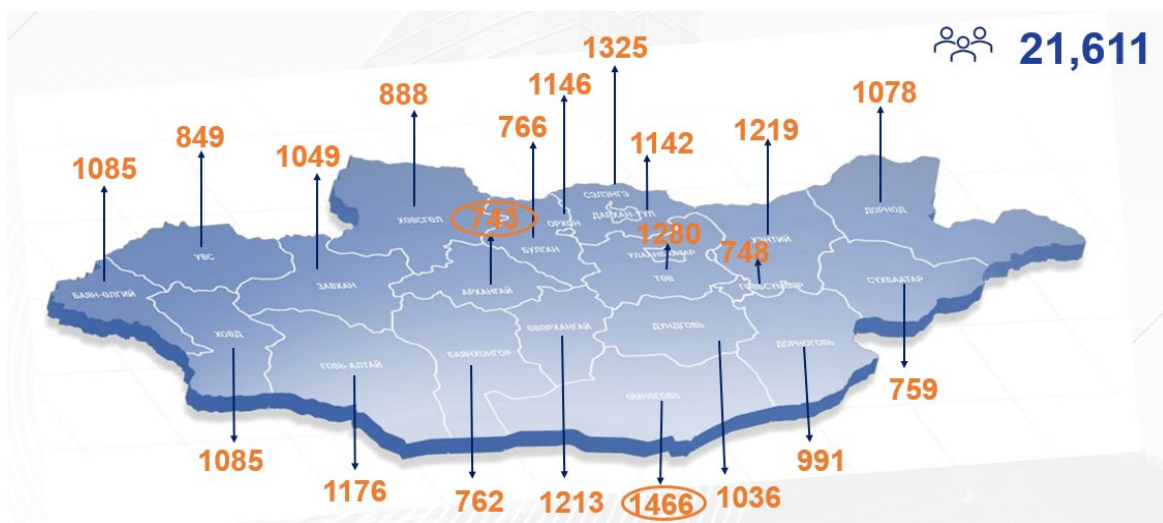 21,611
1325
1146
888
766
1142
1219
1078
849
1049
1085
743
1280
748
СЭЛЭНГЭ
ДАРХАН-УУЛ
ОРХОН
ХӨВСГӨЛ
БУЛГАН
ХЭНТИЙ
ДОРНОД
УВС
ЗАВХАН
АРХАНГАЙ
УЛААНБААТАР
ТӨВ
ГОВЬСҮМБЭР
СҮХБААТАР
БАЯН-ӨЛГИЙ
ХОВД
ГОВЬ-АЛТАЙ
БАЯНХОНГОР
ӨВӨРХАНГАЙ
ДУНДГОВЬ
ДОРНОГОВЬ
ӨМНӨГОВЬ
759
1085
1176
762
1213
1466
1036
991